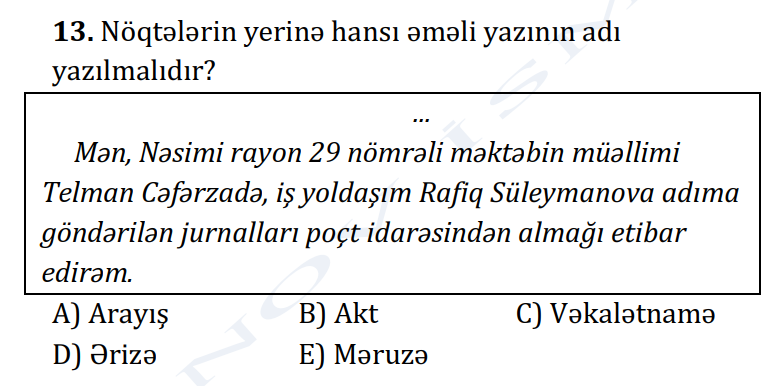 13. Nöqtələrin yerinə hansı əməli yazının adı
yazılmalıdır?
...
Mən, Nəsimi rayon 29 nömrəli məktəbin müəllimi
Telman Cəfərzadə, iş yoldaşım Rafiq Süleymanova adıma
göndərilən jurnalları poçt idarəsindən almağı etibar
edirəm.
A) Arayış B) Akt C) Vəkalətnamə
D) Ərizə E) Məruzə